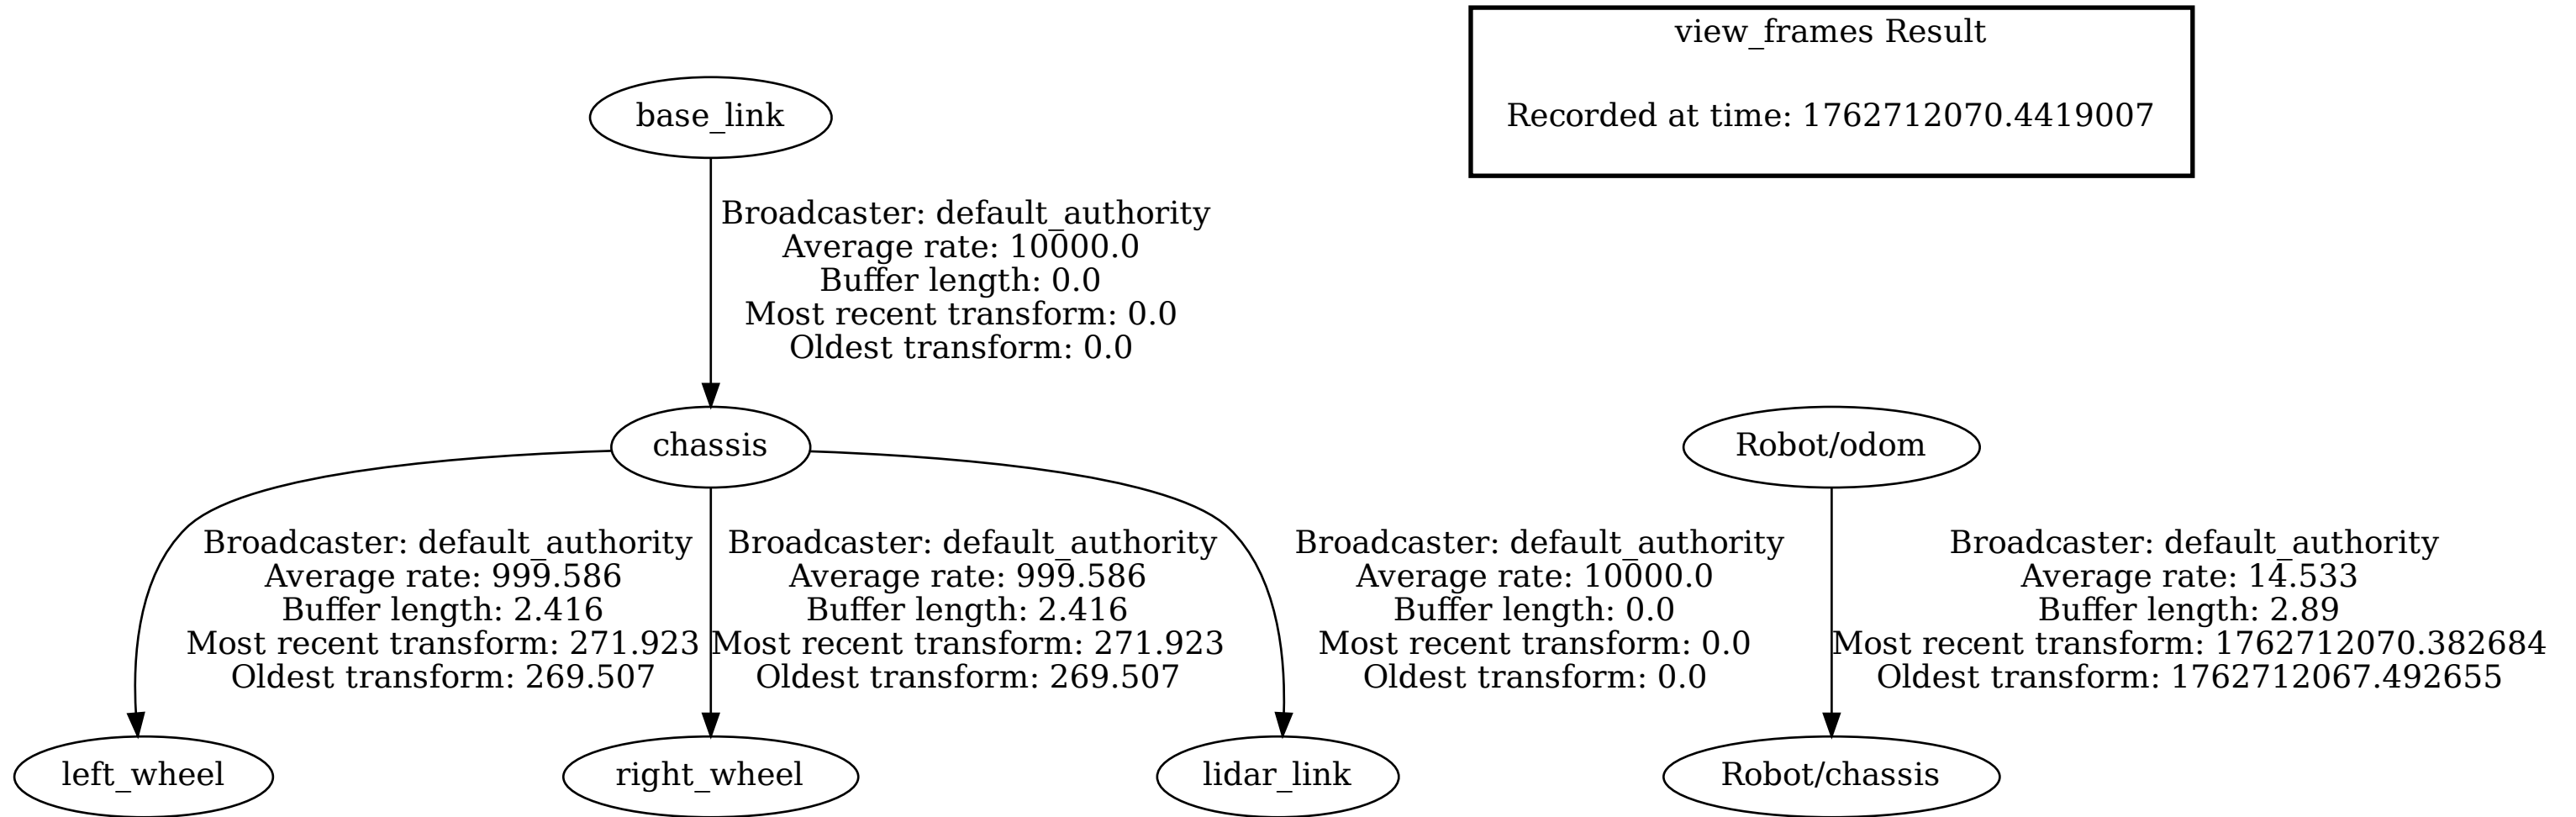 view_frames Result
Recorded at time: 1762712070.4419007
base_link
Broadcaster: default_authority
Average rate: 10000.0
Buffer length: 0.0
Most recent transform: 0.0
Oldest transform: 0.0
chassis
Robot/odom
Broadcaster: default_authority
Average rate: 999.586
Buffer length: 2.416
Most recent transform: 271.923
Oldest transform: 269.507
Broadcaster: default_authority
Average rate: 999.586
Buffer length: 2.416
Most recent transform: 271.923
Oldest transform: 269.507
Broadcaster: default_authority
Average rate: 10000.0
Buffer length: 0.0
Most recent transform: 0.0
Oldest transform: 0.0
Broadcaster: default_authority
Average rate: 14.533
Buffer length: 2.89
Most recent transform: 1762712070.382684
Oldest transform: 1762712067.492655
left_wheel
right_wheel
lidar_link
Robot/chassis